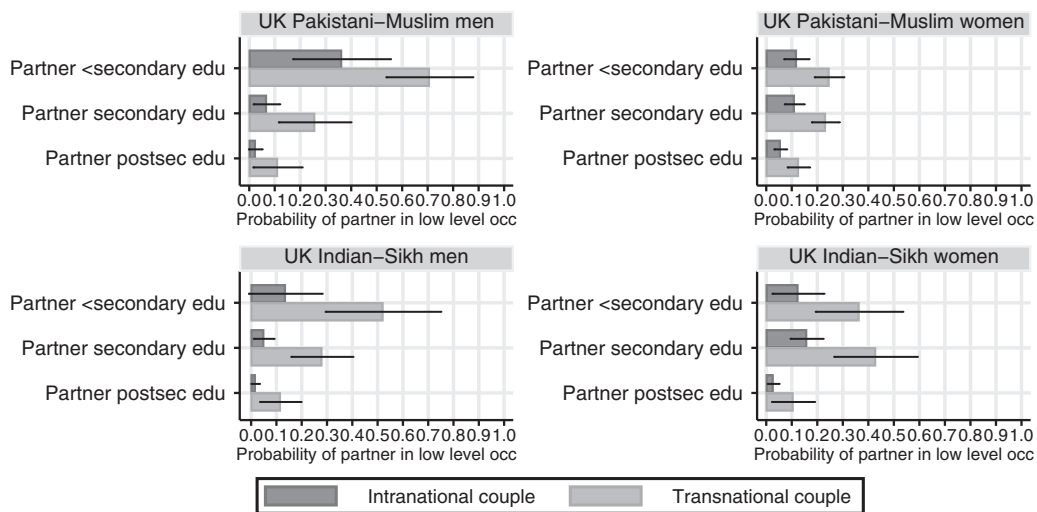 UK Pakistani−Muslim men
Partner <secondary edu
Partner secondary edu
Partner postsec edu
0.00.10.20.30.40.50.60.70.80.91.0
Probability of partner in low level occ
UK Pakistani−Muslim women
Partner <secondary edu
Partner secondary edu
Partner postsec edu
0.00.10.20.30.40.50.60.70.80.91.0
Probability of partner in low level occ
UK Indian−Sikh men
Partner <secondary edu
Partner secondary edu
Partner postsec edu
0.00.10.20.30.40.50.60.70.80.91.0
Probability of partner in low level occ
UK Indian−Sikh women
Partner <secondary edu
Partner secondary edu
Partner postsec edu
0.00.10.20.30.40.50.60.70.80.91.0
Probability of partner in low level occ
Intranational couple
Transnational couple